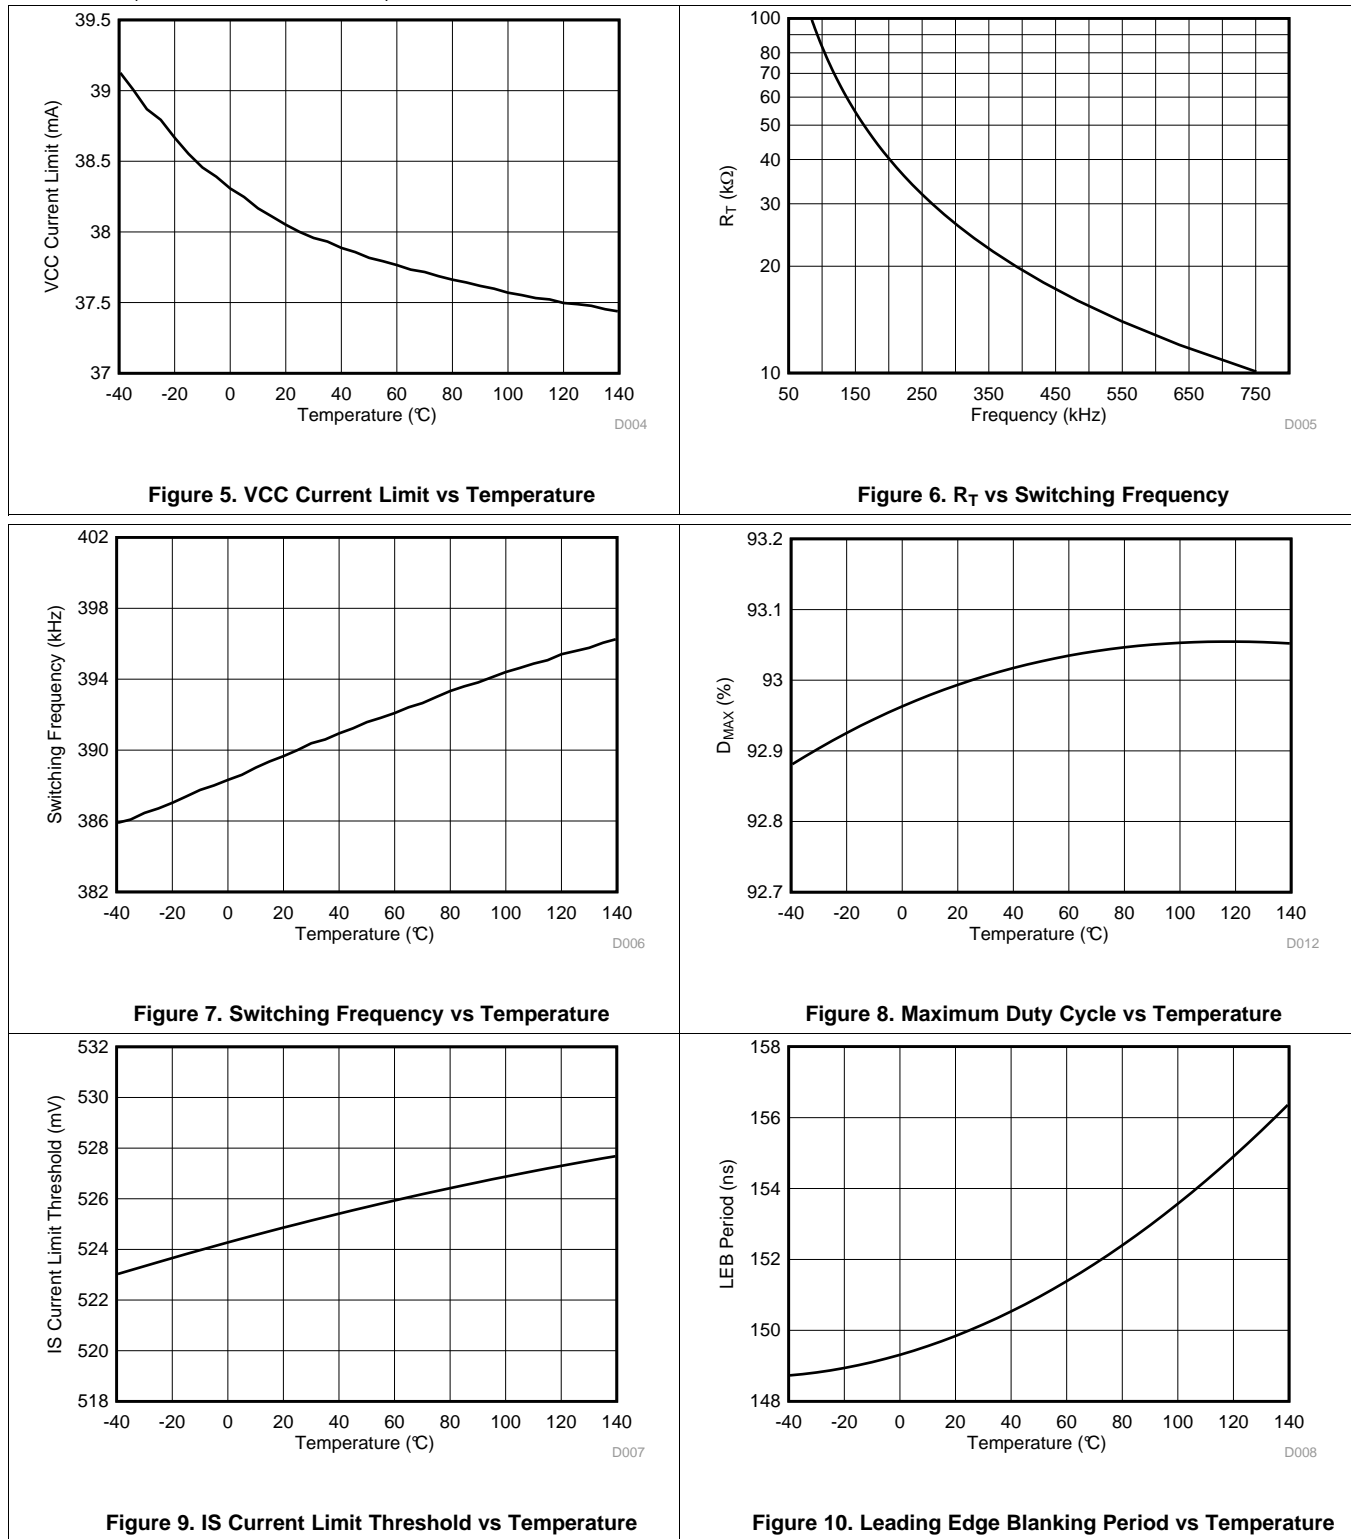 39.5
39
38.5
38
37.5
37
VCC Current Limit (mA)
-40 -20 0 20 40 60 80 100 120 140
Temperature (°C)
D004
Figure 5. VCC Current Limit vs Temperature
100
80
70
60
50
40
30
20
10
RT (kΩ)
50 150 250 350 450 550 650 750
Frequency (kHz)
D005
Figure 6. RT vs Switching Frequency
402
398
394
390
386
382
Switching Frequency (kHz)
-40 -20 0 20 40 60 80 100 120 140
Temperature (°C)
D006
Figure 7. Switching Frequency vs Temperature
93.2
93.1
93
92.9
92.8
92.7
DMAX (%)
-40 -20 0 20 40 60 80 100 120 140
Temperature (°C)
D012
Figure 8. Maximum Duty Cycle vs Temperature
532
530
528
526
524
522
520
518
IS Current Limit Threshold (mV)
-40 -20 0 20 40 60 80 100 120 140
Temperature (°C)
D007
Figure 9. IS Current Limit Threshold vs Temperature
158
156
154
152
150
148
LEB Period (ns)
-40 -20 0 20 40 60 80 100 120 140
Temperature (°C)
D008
Figure 10. Leading Edge Blanking Period vs Temperature